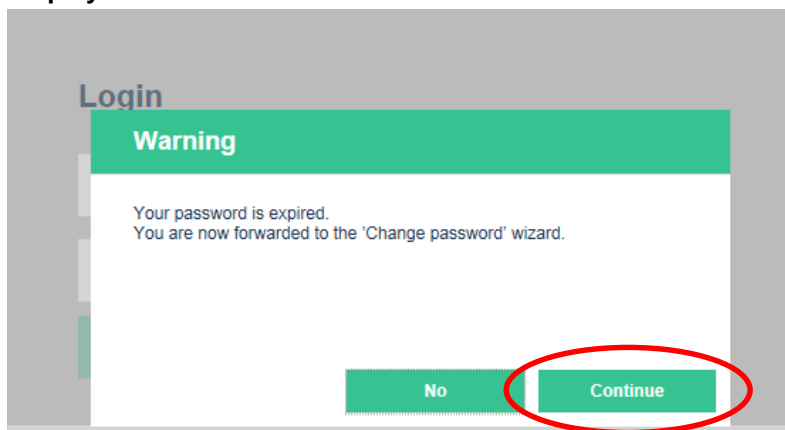 Login
Warning
Your password is expired.
You are now forwarded to the 'Change password' wizard.
No Continue